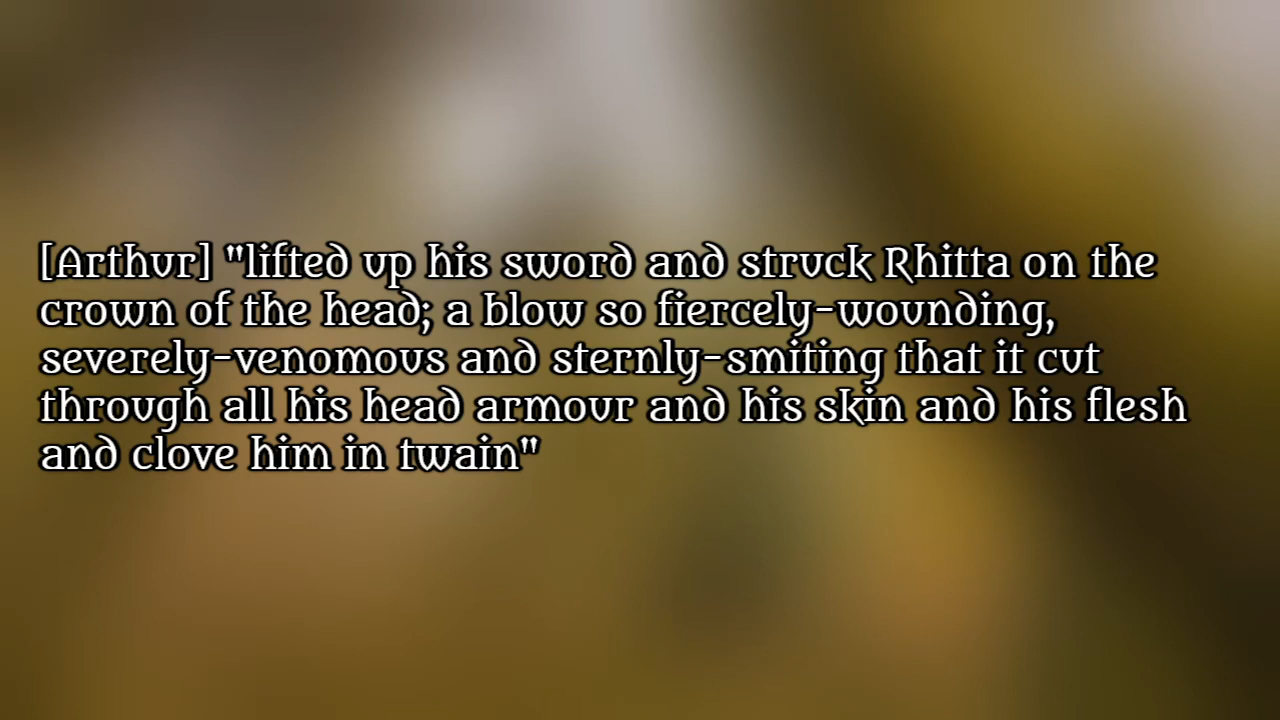 [Arthur] "lifted up his sword and struck Rhitta on the
crown of the head; a blow so fiercely-wounding,
severely-venomous and sternly-smiting that it cut
through all his head armour and his skin and his flesh
and clove him in twain"